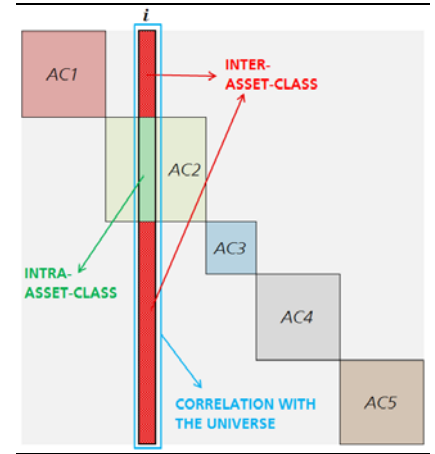 i
AC1
INTER-
ASSET-CLASS
AC2
AC3
INTRA-
ASSET-CLASS
AC4
CORRELATION WITH
THE UNIVERSE
AC5